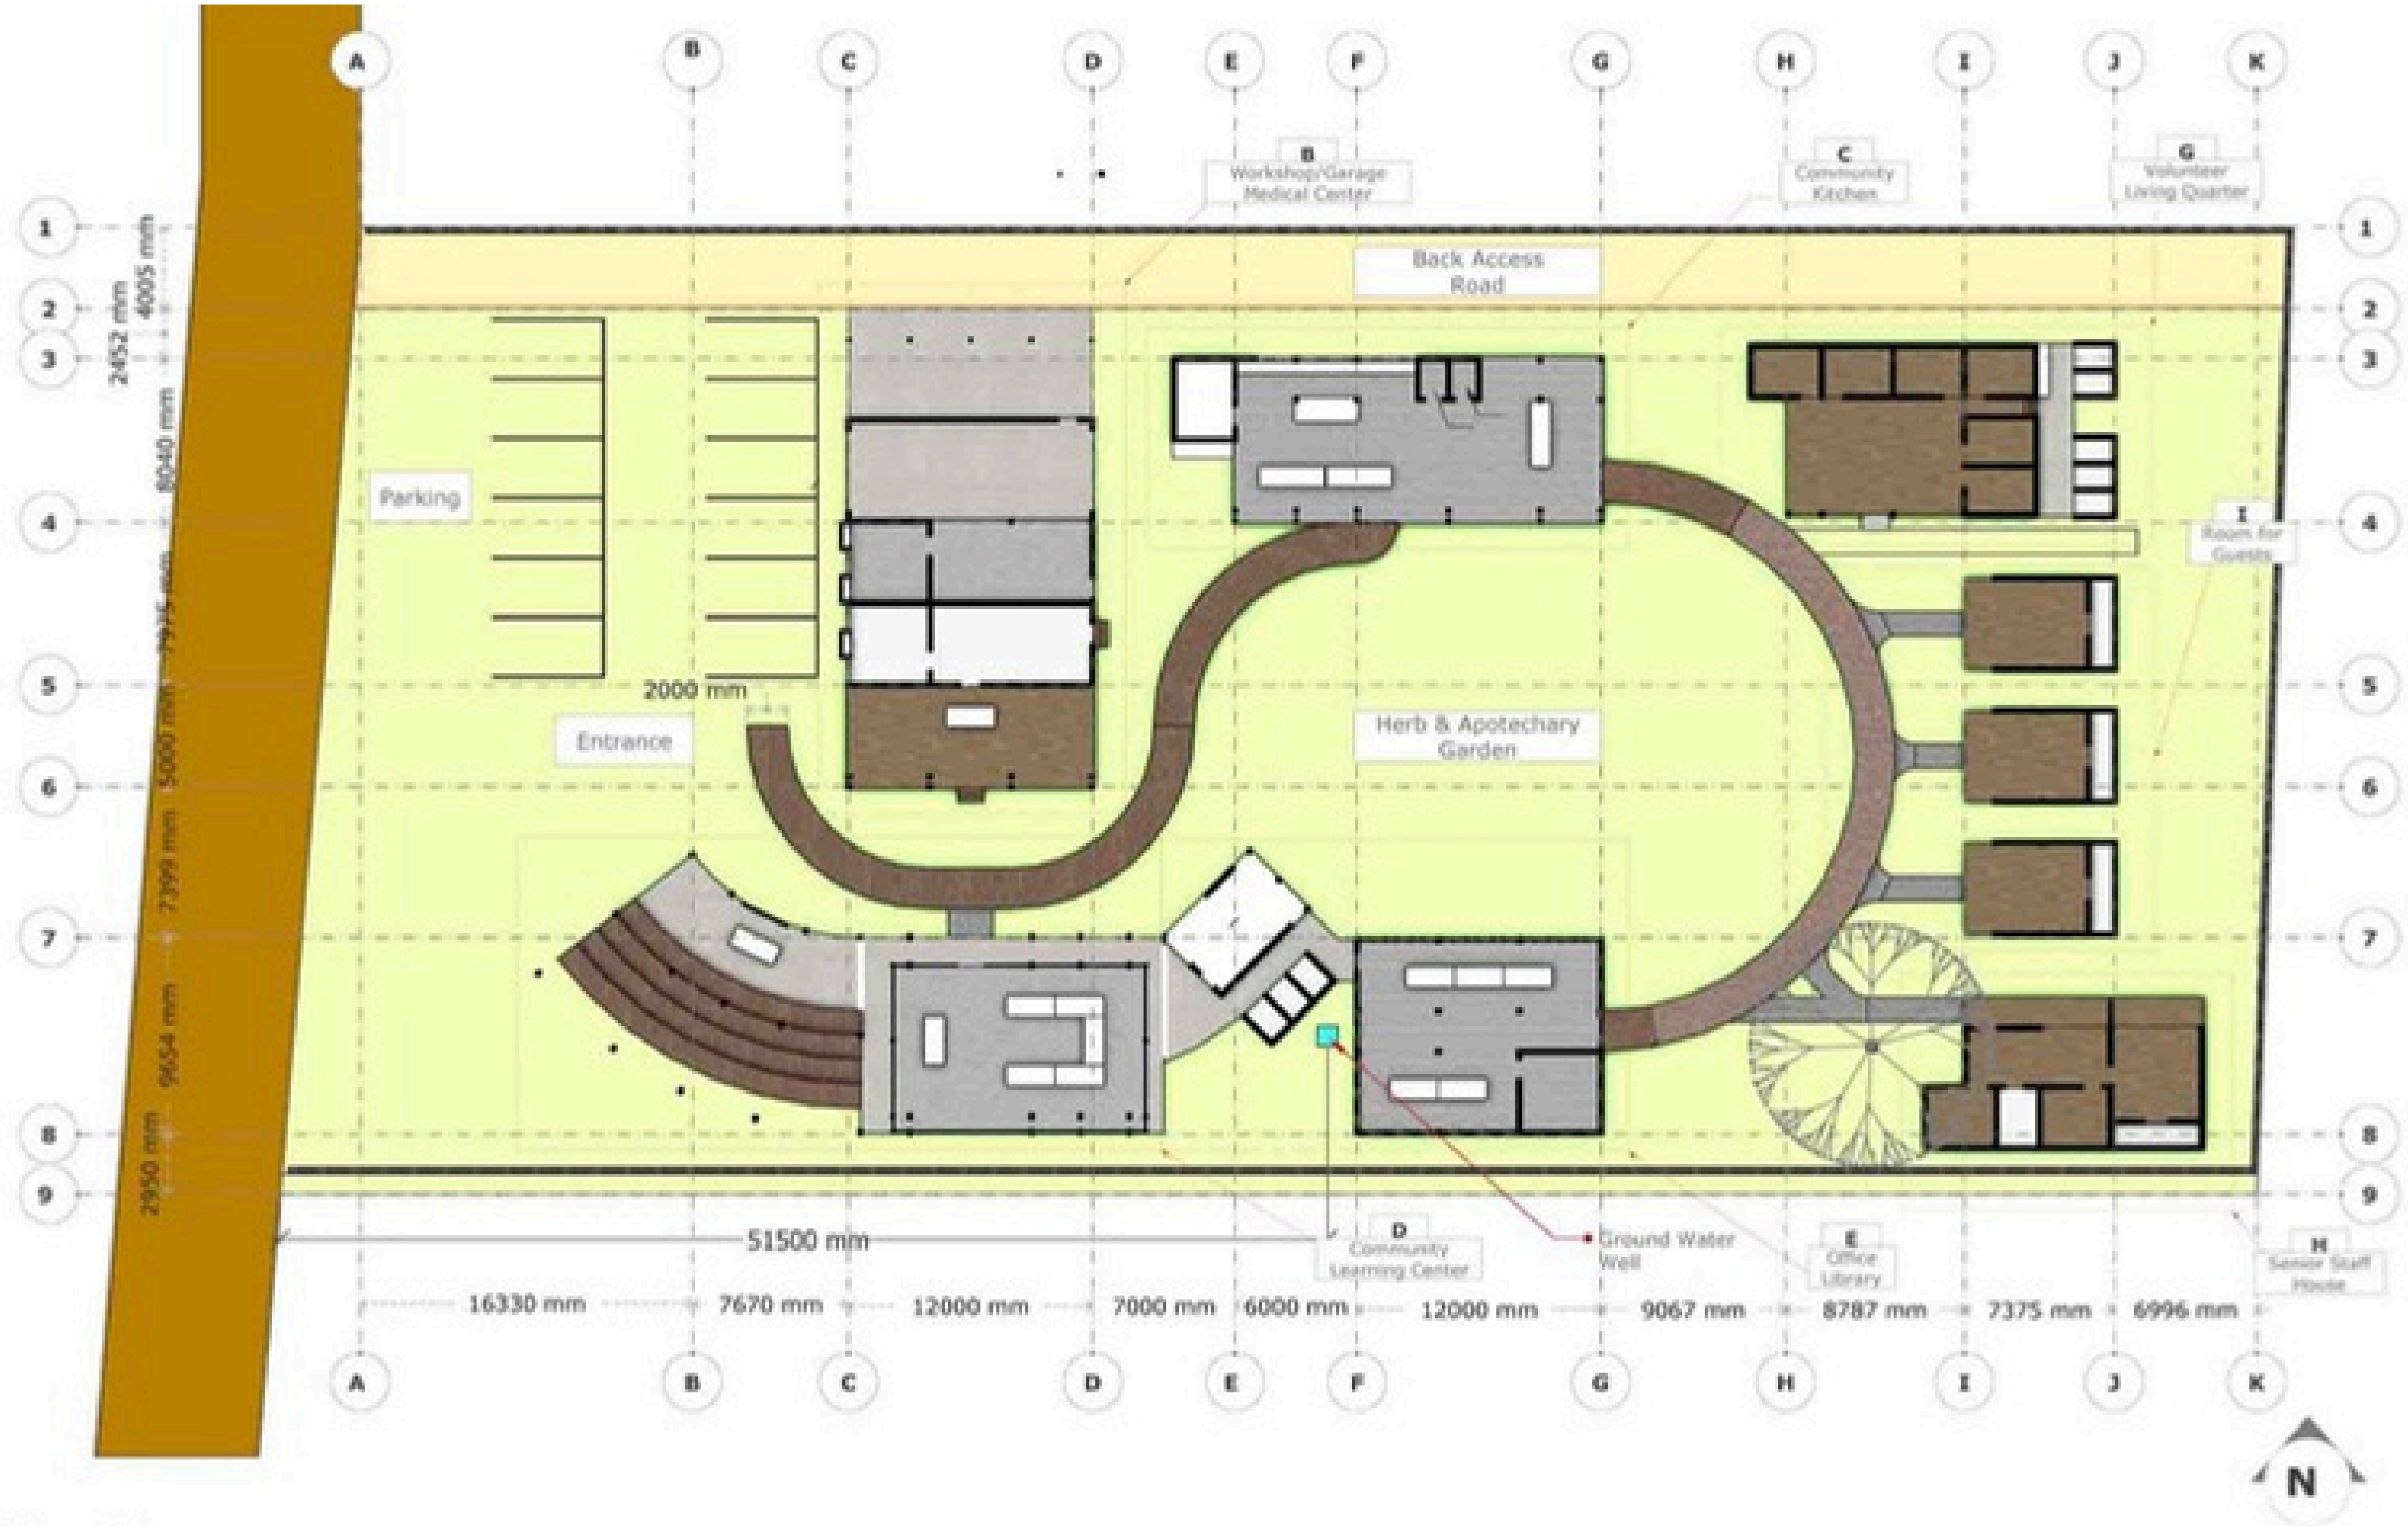 A B C D E F G H I J K
B
Workshop/Garage
Medical Center
C
Community
Kitchen
G
Volunteer
Living Quarter
1 1
4005 mm
Back Access
Road
2 2
2452 mm
3 3
8040 mm
Parking
4 4
I
Room for
Guests
7975 mm
5 5
2000 mm
5000 mm
Entrance
Herb & Apotechary
Garden
6 6
7399 mm
7 7
9654 mm
8 8
2950 mm
9 9
51500 mm
D
Community
Learning Center
Ground Water
Well
E
Office
Library
H
Senior Staff
House
16330 mm 7670 mm 12000 mm 7000 mm 6000 mm 12000 mm 9067 mm 8787 mm 7375 mm 6996 mm
A B C D E F G H I J K
N